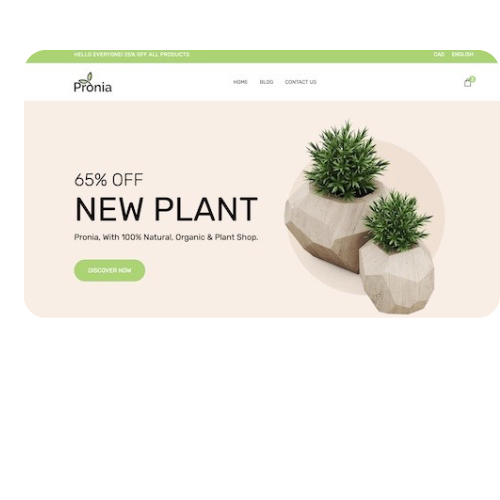 HELLO EVERYONE! 25% OFF ALL PRODUCTS
CAD ENGLISH
Pronia
HOME BLOG CONTACT US
65% OFF
NEW PLANT
Pronia, With 100% Natural, Organic & Plant Shop.
DISCOVER NOW